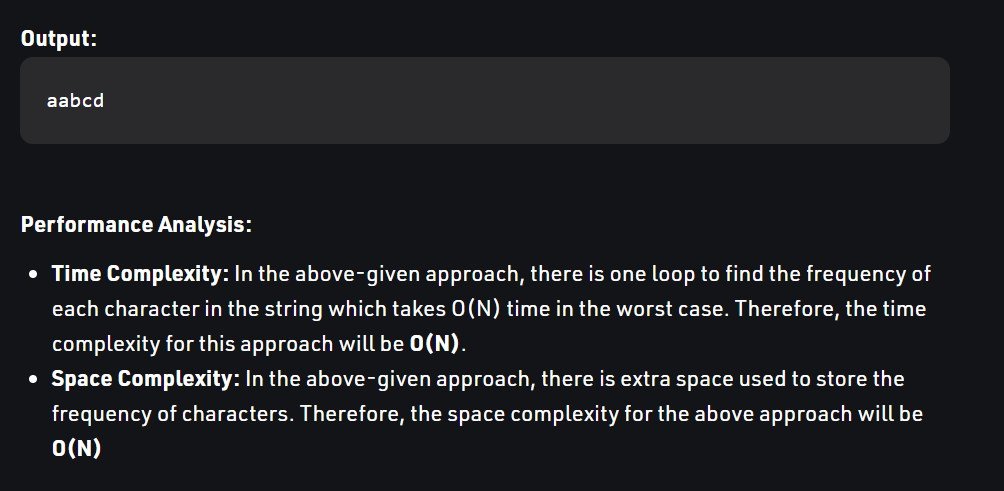 Output:
aabcd
Performance Analysis:
• Time Complexity: In the above-given approach, there is one loop to find the frequency of
each character in the string which takes O(N) time in the worst case. Therefore, the time
complexity for this approach will be O(N).
• Space Complexity: In the above-given approach, there is extra space used to store the
frequency of characters. Therefore, the space complexity for the above approach will be
O(N)